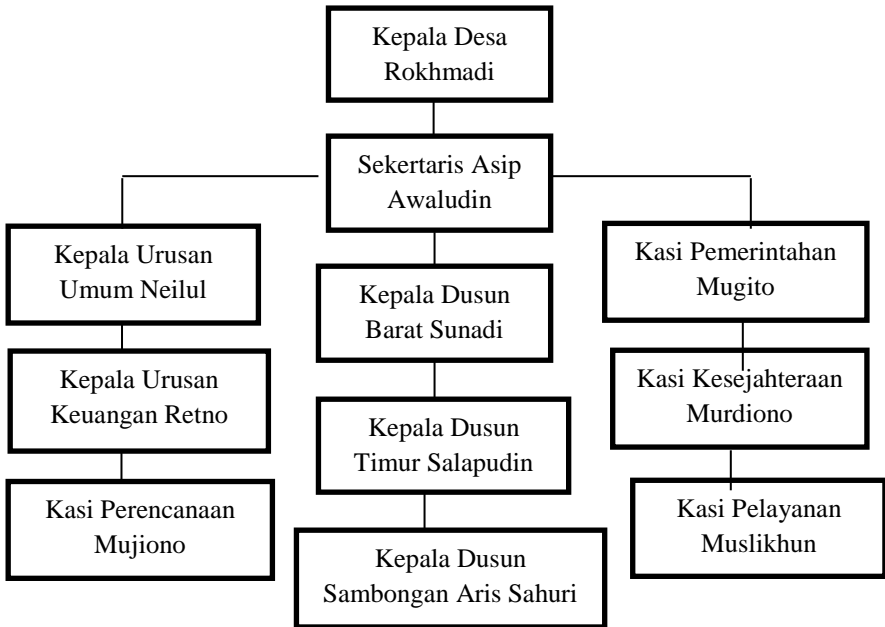 Kepala Desa
Rokhmadi
Sekertaris Asip
Awaludin
Kepala Urusan
Umum Neilul
Kepala Urusan
Keuangan Retno
Kasi Perencanaan
Mujiono
Kepala Dusun
Barat Sunadi
Kepala Dusun
Timur Salapudin
Kepala Dusun
Sambongan Aris Sahuri
Kasi Pemerintahan
Mugito
Kasi Kesejahteraan
Murdiono
Kasi Pelayanan
Muslikhun